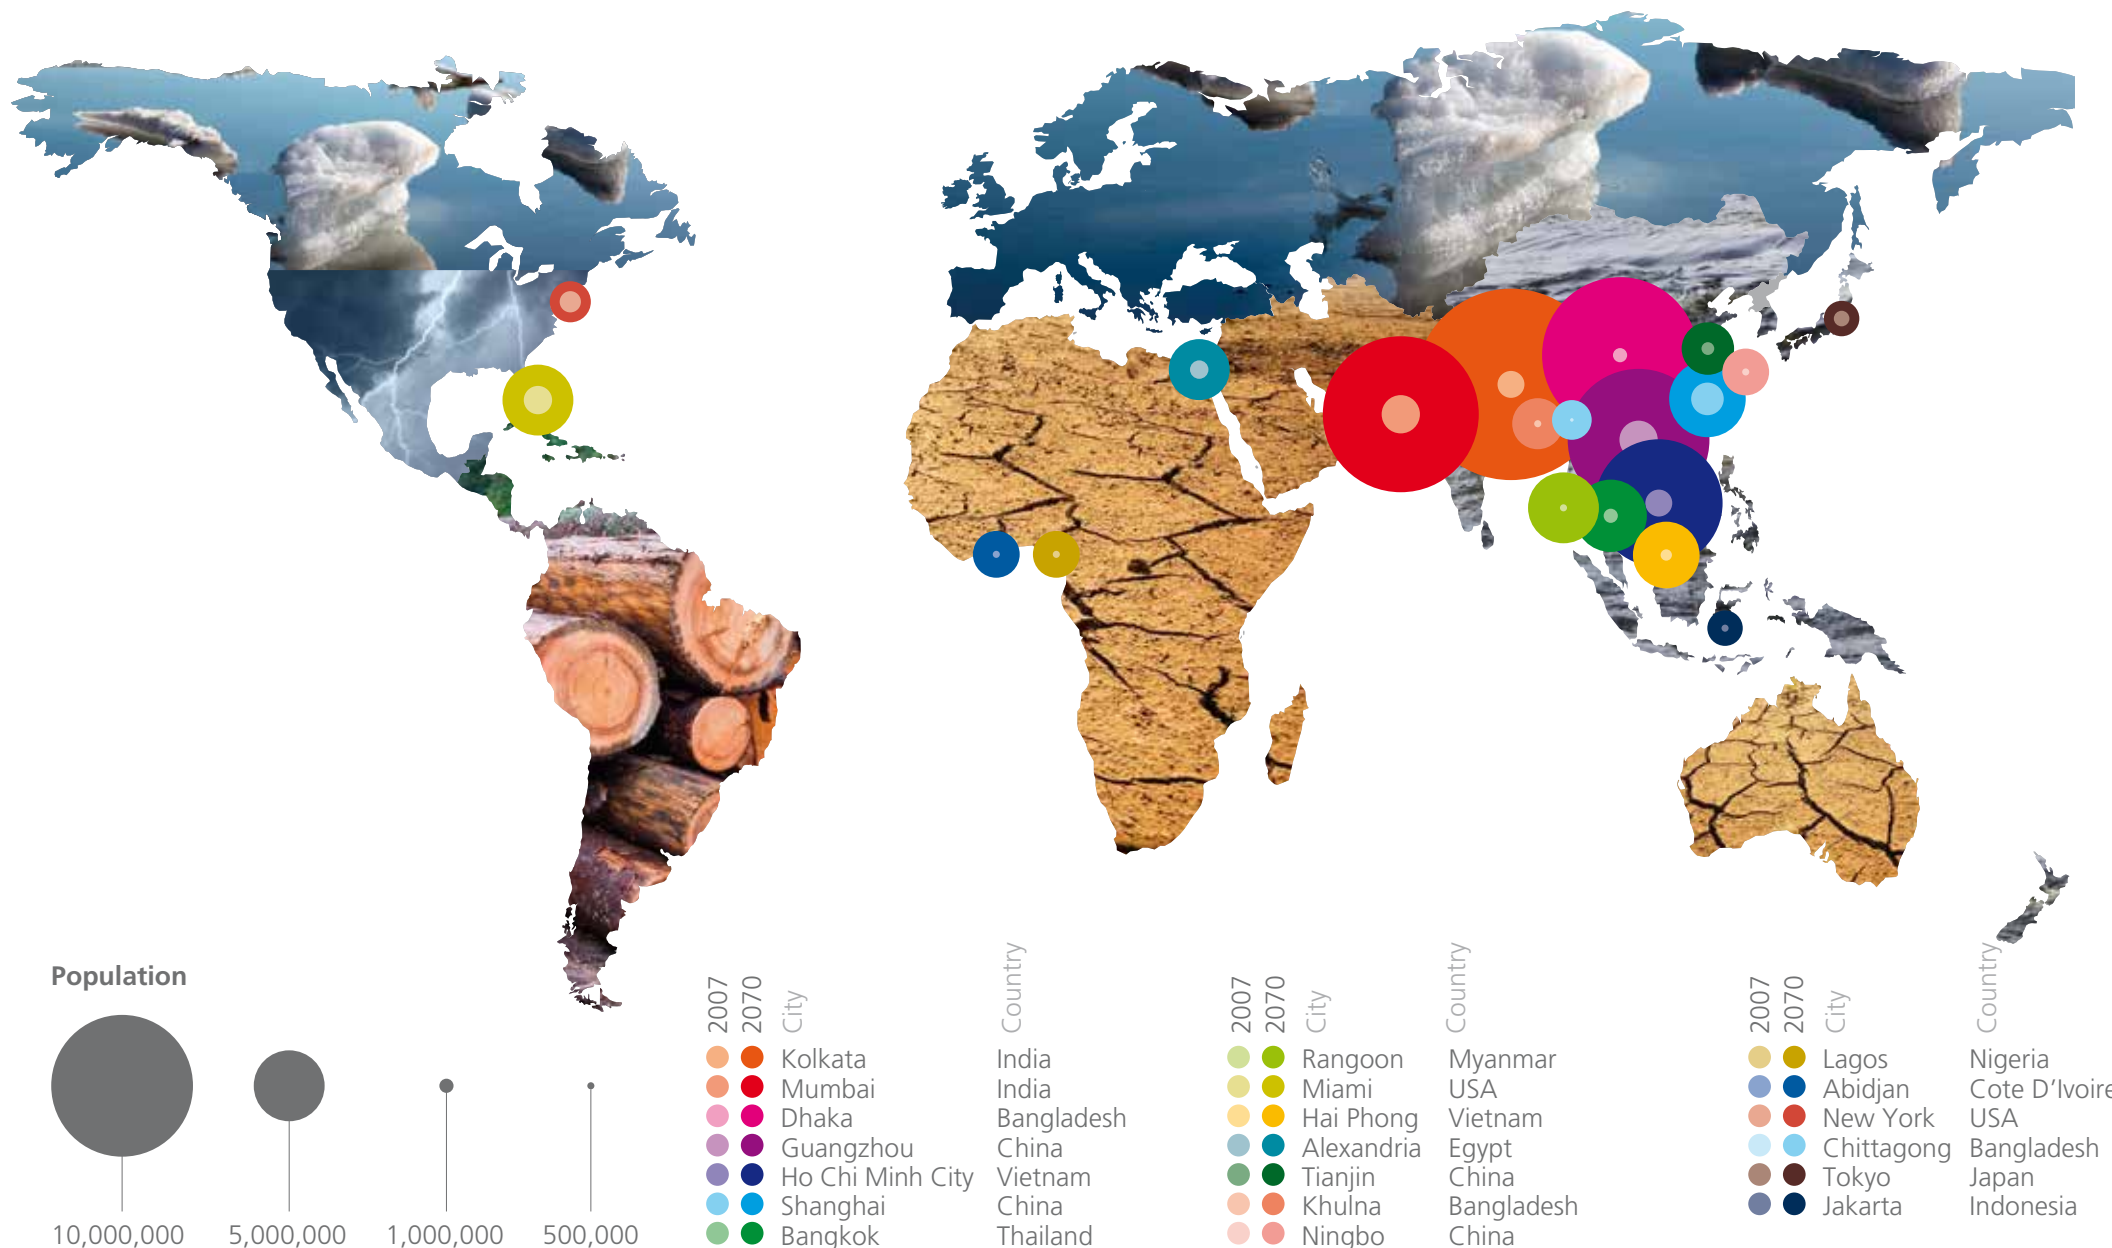 Population
10,000,000
5,000,000
1,000,000
500,000
2007 2070 City Country
Kolkata India
Mumbai India
Dhaka Bangladesh
Guangzhou China
Ho Chi Minh City Vietnam
Shanghai China
Bangkok Thailand
2007 2070 City Country
Rangoon Myanmar
Miami USA
Hai Phong Vietnam
Alexandria Egypt
Tianjin China
Khulna Bangladesh
Ningbo China
2007 2070 City Country
Lagos Nigeria
Abidjan Cote D'Ivoire
New York USA
Chittagong Bangladesh
Tokyo Japan
Jakarta Indonesia